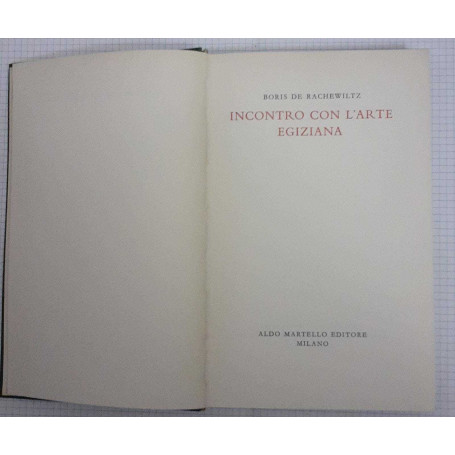 BORIS DE RACHEWILTZ
INCONTRO CON L'ARTE
EGIZIANA
ALDO MARTELLO EDITORE
MILANO